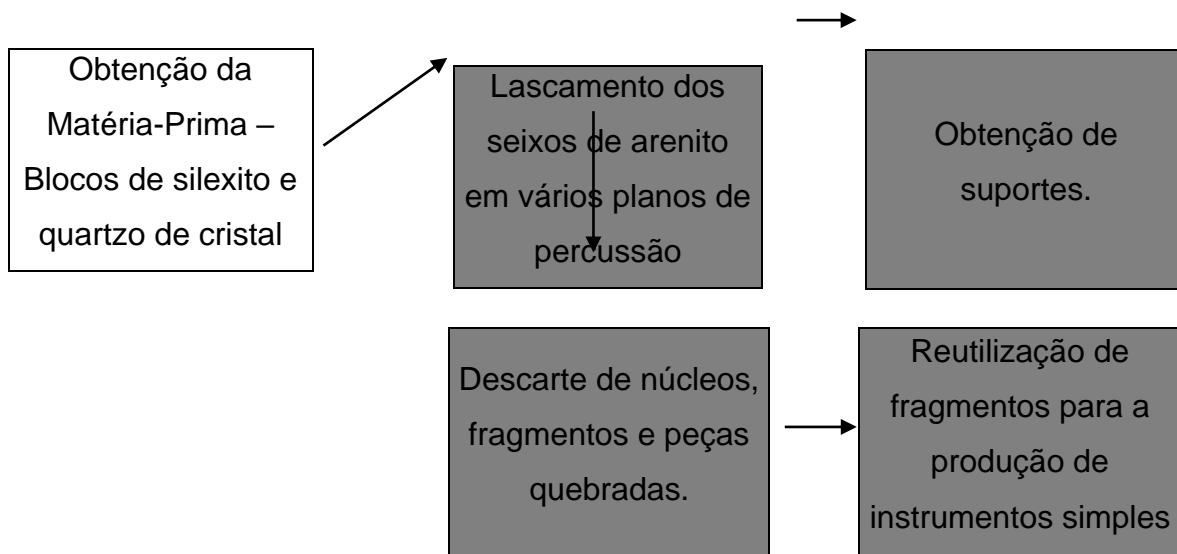 Obtenção da
Matéria-Prima –
Blocos de silexito e
quartzo de cristal
Lascamento dos
seixos de arenito
em vários planos de
percussão
Obtenção de
suportes.
Descarte de núcleos,
fragmentos e peças
quebradas.
Reutilização de
fragmentos para a
produção de
instrumentos simples